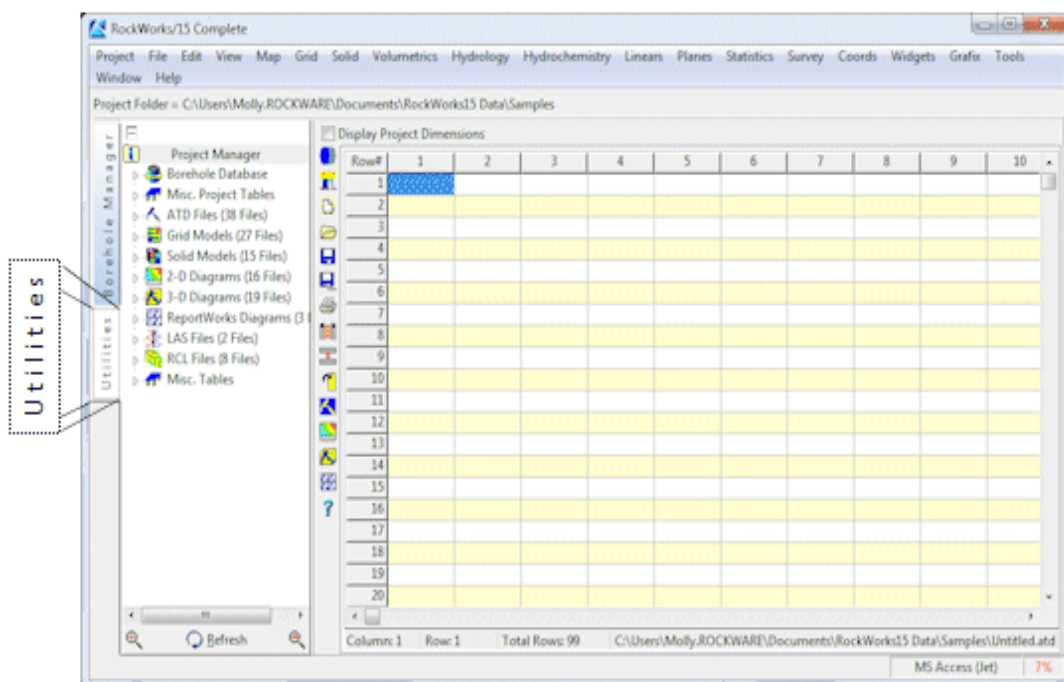 RockWorks/15 Complete
Project File Edit View Map Grid Solid Volumetrics Hydrology Hydrochemistry Linears Planes Statistics Survey Coords Widgets Grafix Tools
Window Help
Project Folder = C:\Users\Molly.ROCKWARE\Documents\RockWorks15 Data\Samples
Borehole Manager
Utilities
Utilities
Project Manager
Borehole Database
Misc. Project Tables
ATD Files (38 Files)
Grid Models (27 Files)
Solid Models (15 Files)
2-D Diagrams (16 Files)
3-D Diagrams (19 Files)
ReportWorks Diagrams (3
LAS Files (2 Files)
RCL Files (8 Files)
Misc. Tables
Refresh
Display Project Dimensions
Row# 1 2 3 4 5 6 7 8 9 10
1
2
3
4
5
6
7
8
9
10
11
12
13
14
15
16
17
18
19
20
Column: 1 Row: 1 Total Rows: 99 C:\Users\Molly.ROCKWARE\Documents\RockWorks15 Data\Samples\Untitled.atd
MS Access (Jet) 7%